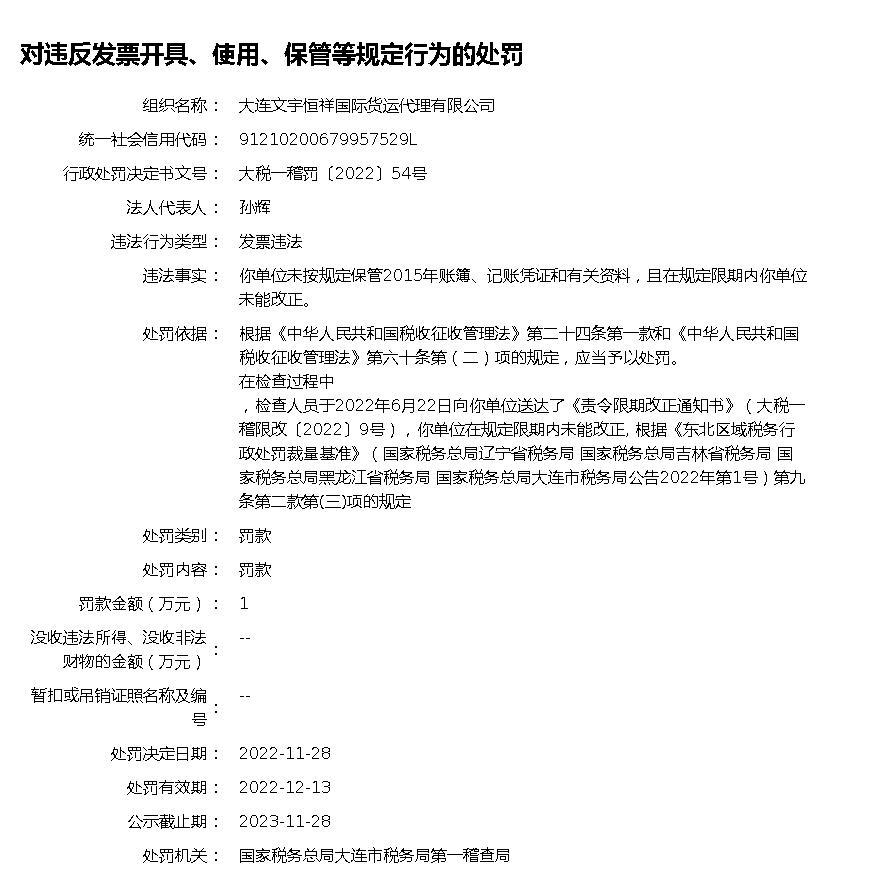 对违反发票开具、使用、保管等规定行为的处罚
组织名称： 大连文宇恒祥国际货运代理有限公司
统一社会信用代码： 91210200679957529L
行政处罚决定书文号： 大税一稽罚〔2022〕54号
法人代表人： 孙辉
违法行为类型： 发票违法
违法事实： 你单位未按规定保管2015年账簿、记账凭证和有关资料，且在规定限期内你单位
未能改正。
处罚依据： 根据《中华人民共和国税收征收管理法》第二十四条第一款和《中华人民共和国
税收征收管理法》第六十条第（二）项的规定，应当予以处罚。
在检查过程中
，检查人员于2022年6月22日向你单位送达了《责令限期改正通知书》（大税一
稽限改〔2022〕9号），你单位在规定限期内未能改正, 根据《东北区域税务行
政处罚裁量基准》（国家税务总局辽宁省税务局 国家税务总局吉林省税务局 国
家税务总局黑龙江省税务局 国家税务总局大连市税务局公告2022年第1号）第九
条第二款第(三)项的规定
处罚类别： 罚款
处罚内容： 罚款
罚款金额（万元）： 1
没收违法所得、没收非法
财物的金额（万元）： --
暂扣或吊销证照名称及编
号： --
处罚决定日期： 2022-11-28
处罚有效期： 2022-12-13
公示截止期： 2023-11-28
处罚机关： 国家税务总局大连市税务局第一稽查局